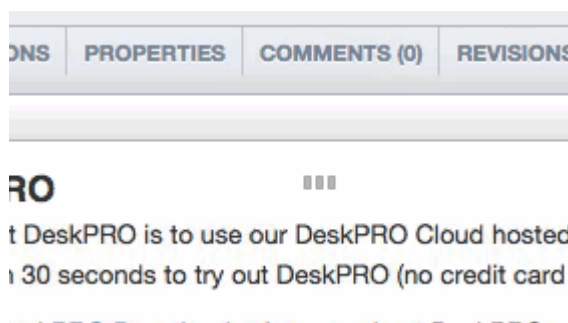 PROPERTIES COMMENTS (0) REVISIONS
DeskPRO is to use our DeskPRO Cloud hosted
30 seconds to try out DeskPRO (no credit card